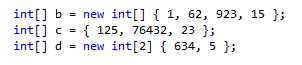 int[] b = new int[] { 1, 62, 923, 15 };
int[] c = { 125, 76432, 23 };
int[] d = new int[2] { 634, 5 };